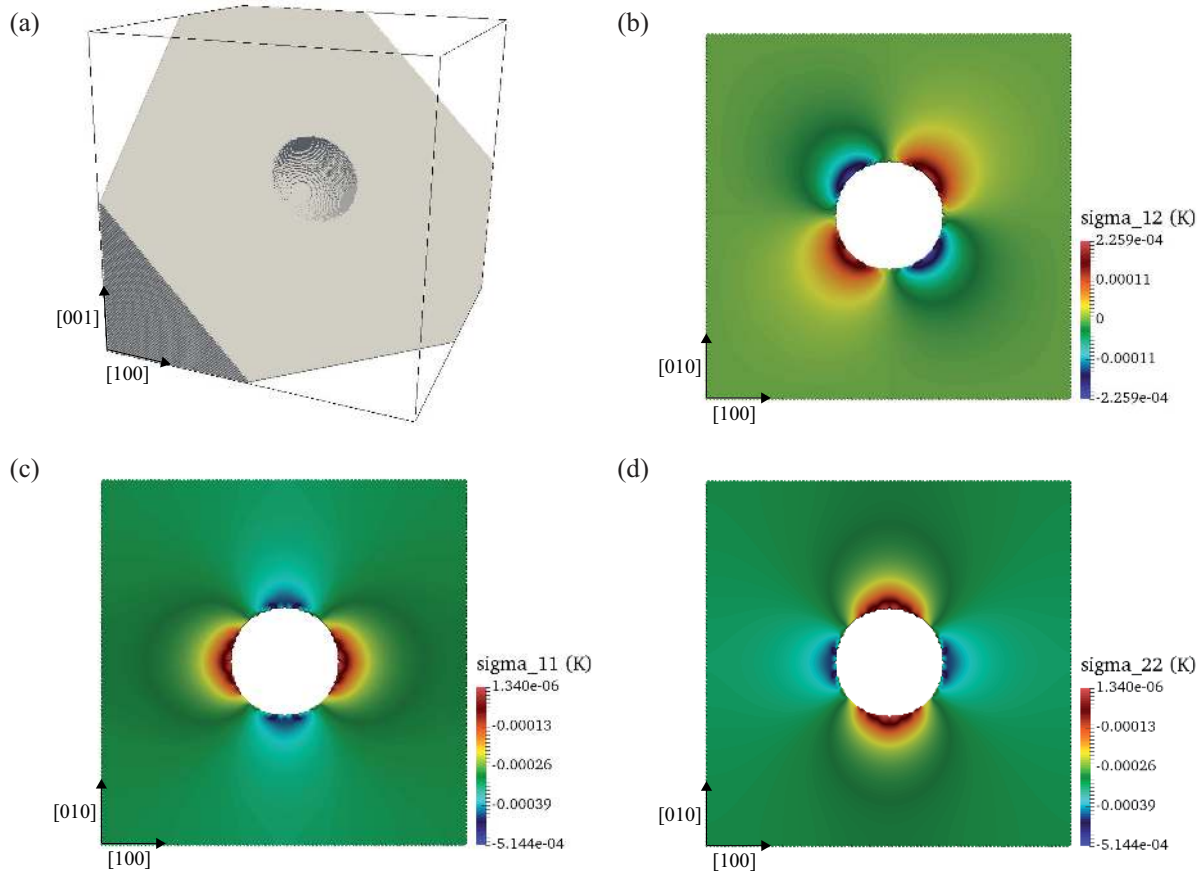 (a)
[001]
[100]
(b)
sigma_12 (K)
2.259e-04
0.00011
0
-0.00011
-2.259e-04
[010]
[100]
(c)
sigma_11 (K)
1.340e-06
-0.00013
-0.00026
-0.00039
-5.144e-04
[010]
[100]
(d)
sigma_22 (K)
1.340e-06
-0.00013
-0.00026
-0.00039
-5.144e-04
[010]
[100]